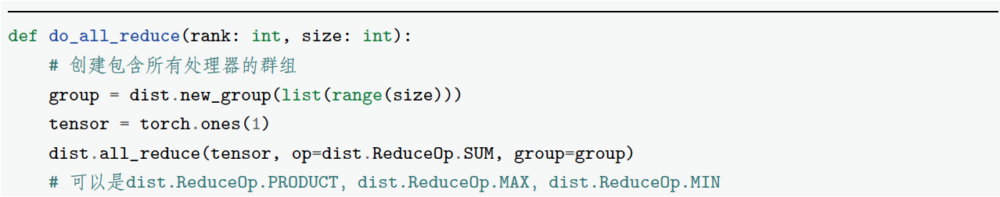 def do_all_reduce(rank: int, size: int):
    # 创建包含所有处理器的群组
    group = dist.new_group(list(range(size)))
    tensor = torch.ones(1)
    dist.all_reduce(tensor, op=dist.ReduceOp.SUM, group=group)
    # 可以是dist.ReduceOp.PRODUCT, dist.ReduceOp.MAX, dist.ReduceOp.MIN